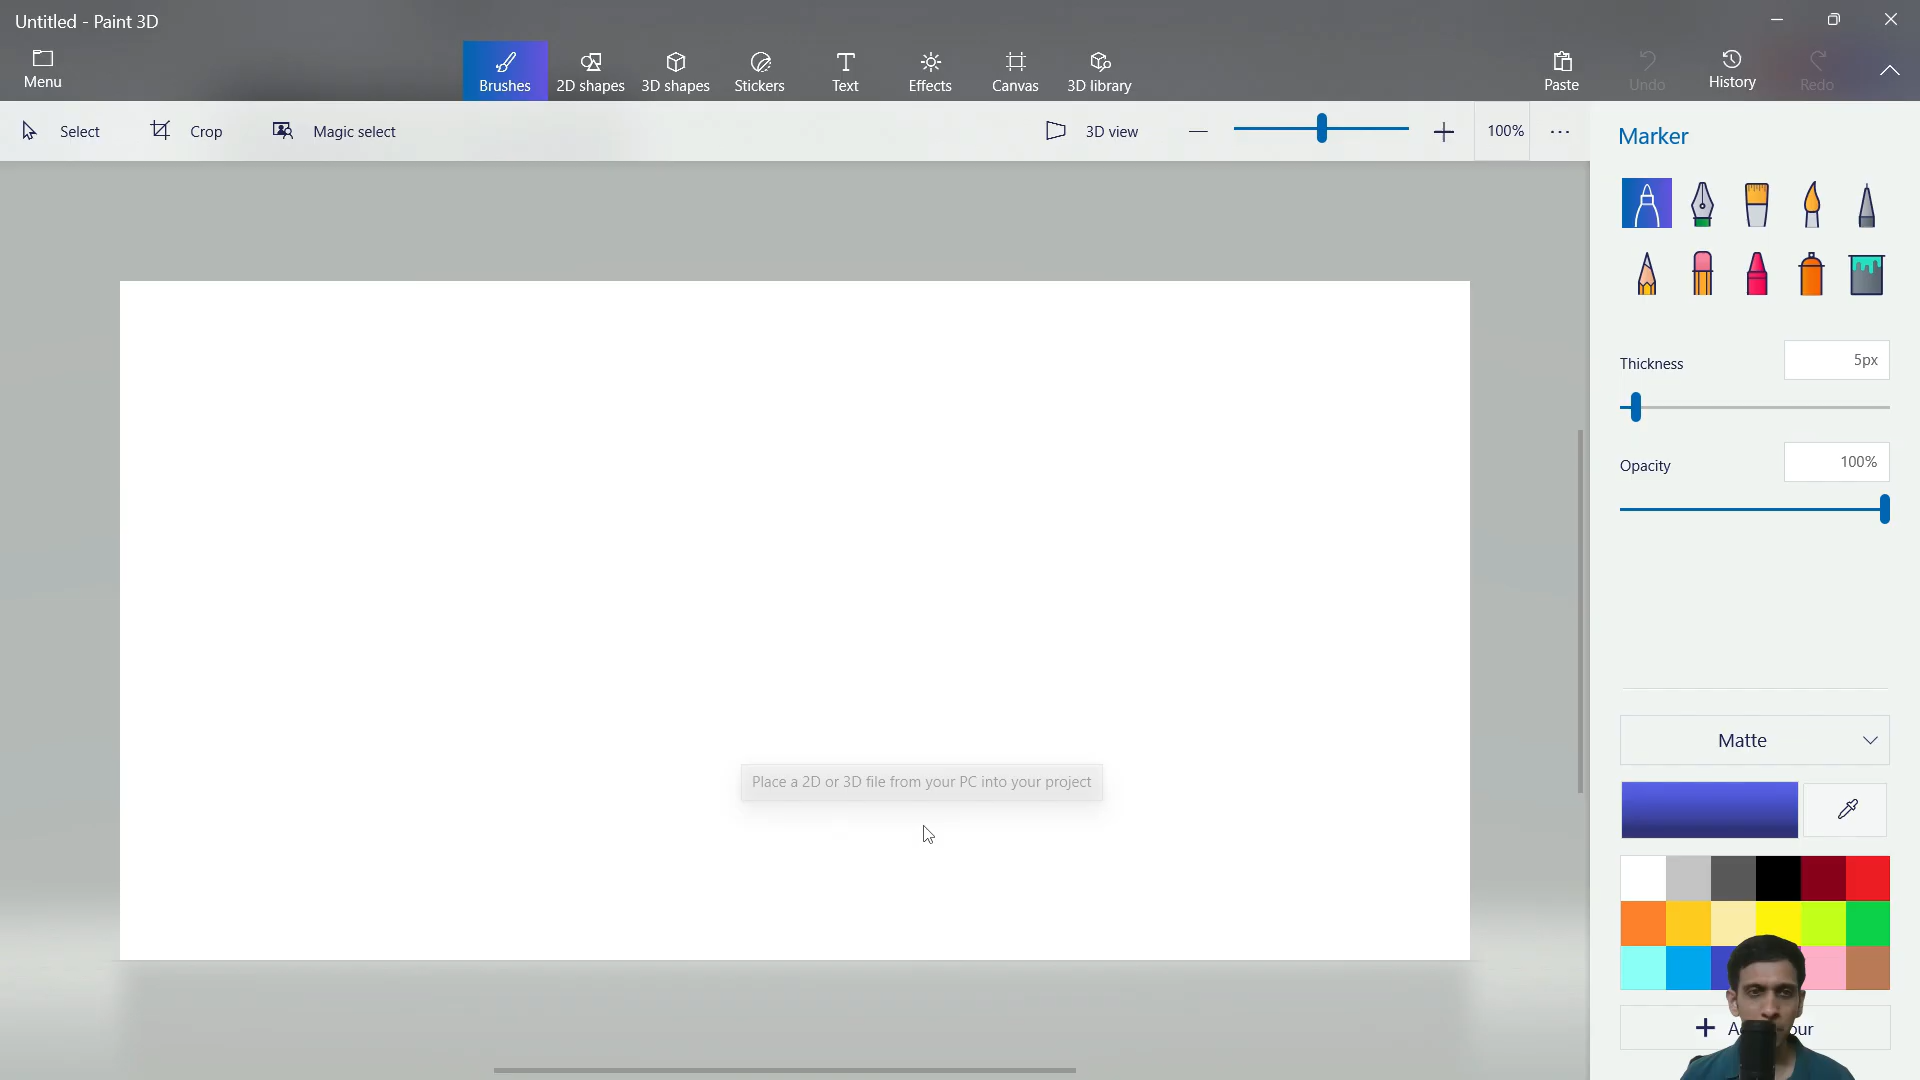 Untitled - Paint 3D
Menu
Brushes
2D shapes
3D shapes
Stickers
Text
Effects
Canvas
3D library
Paste
Undo
History
Redo
Select
Crop
Magic select
3D view
100%
Marker
Thickness
5px
Opacity
100%
Place a 2D or 3D file from your PC into your project
Matte